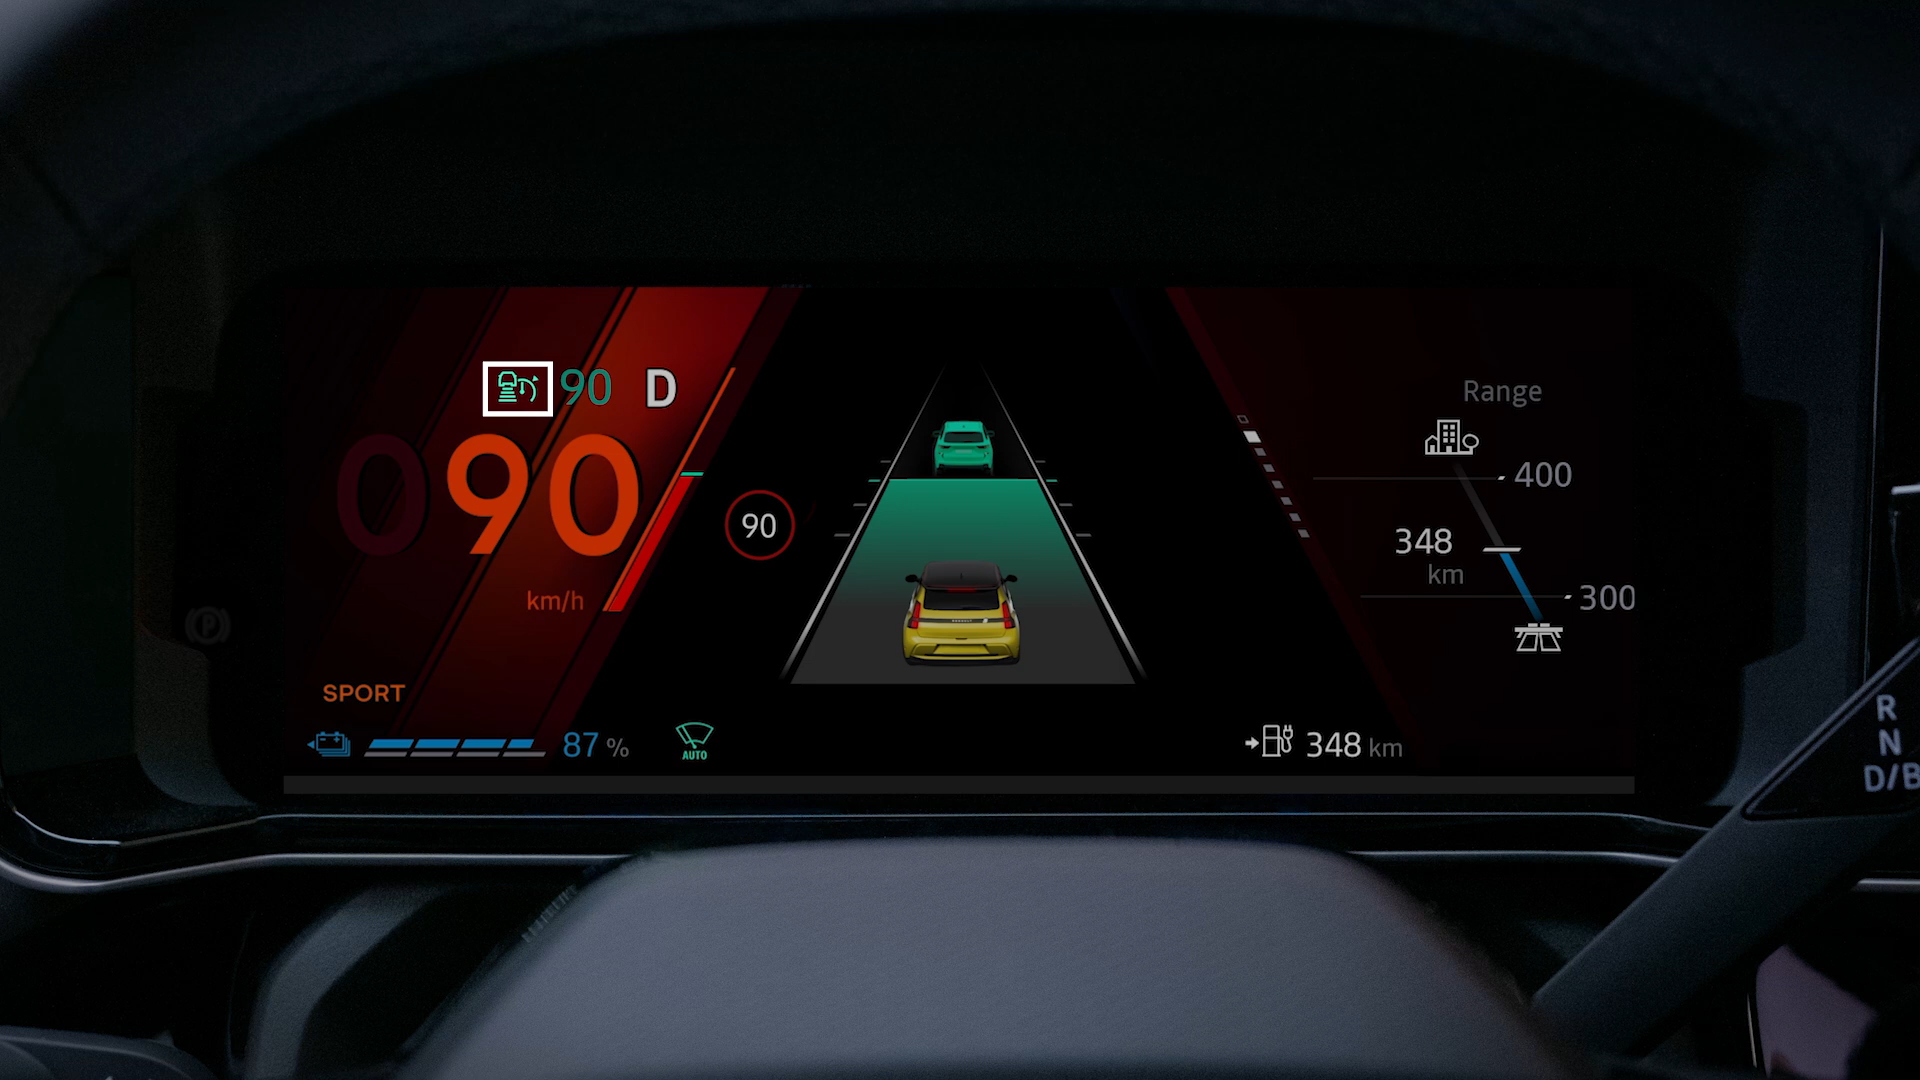 90 D
090
km/h
90
SPORT
87 %
AUTO
Range
400
348
km
300
348 km
P
R
N
D/B